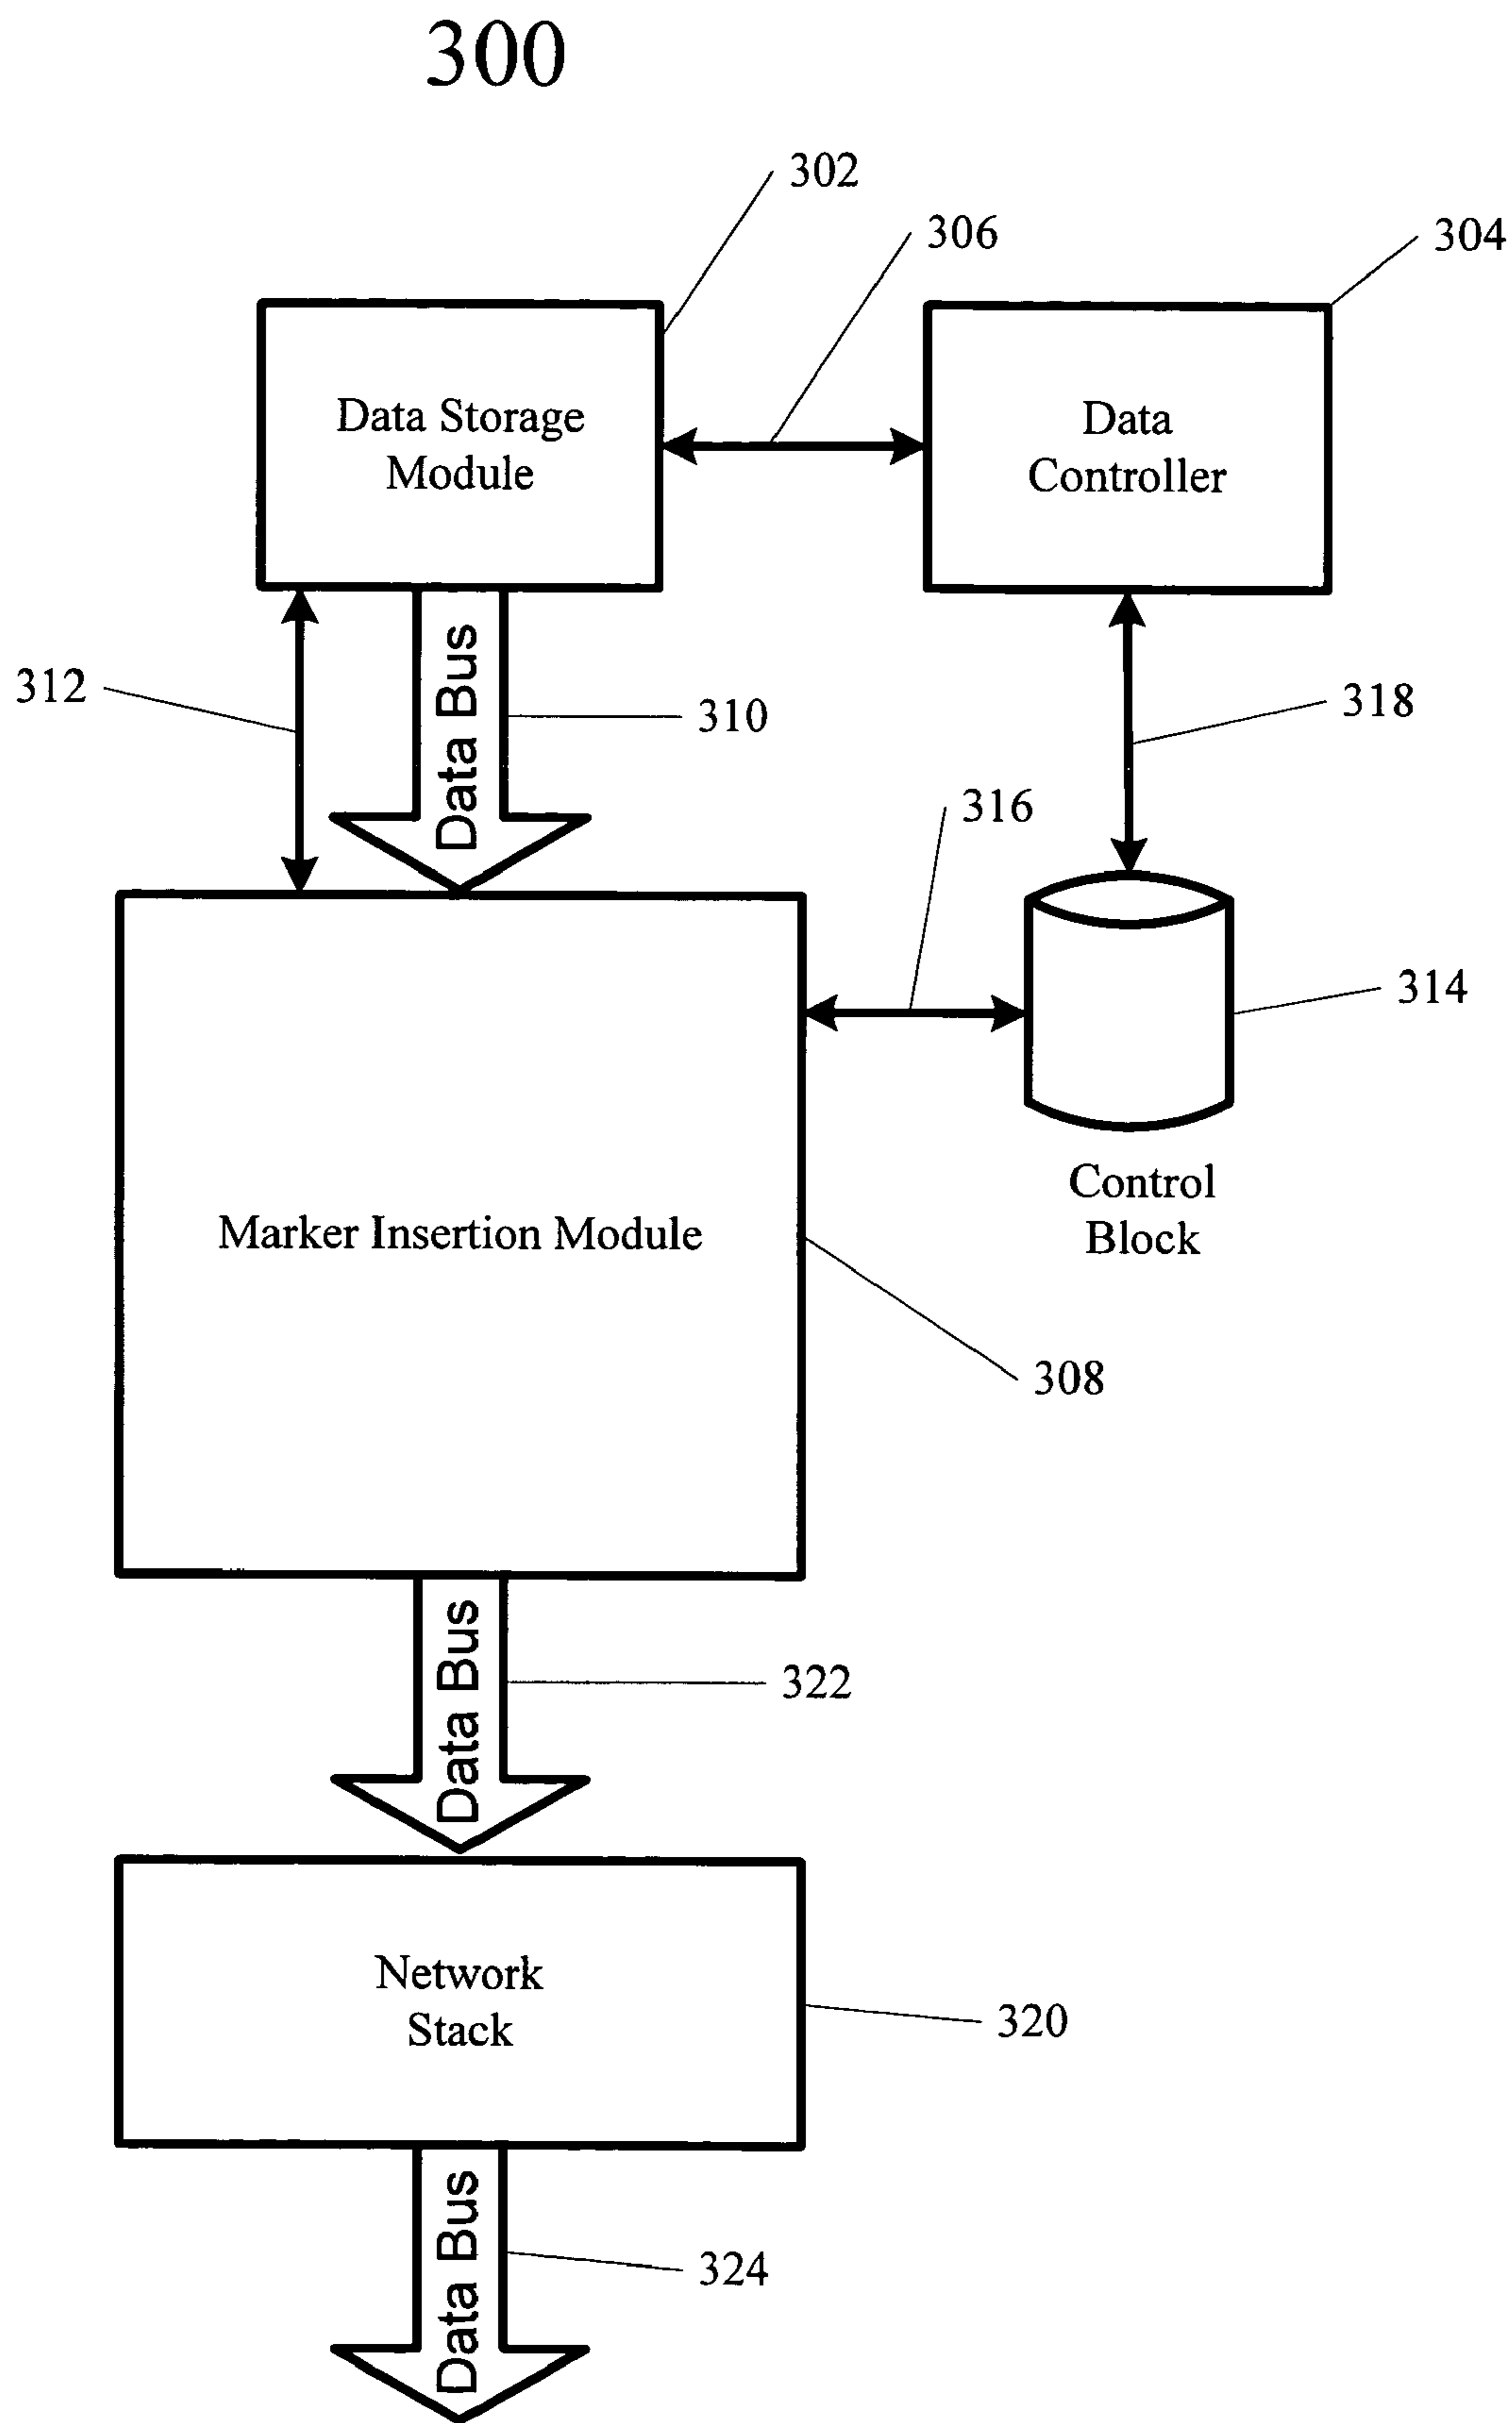 300
302
306
304
Data Storage
Module
Data
Controller
312
Data Bus
310
318
316
314
Control
Block
Marker Insertion Module
308
Data Bus
322
Network
Stack
320
Data Bus
324